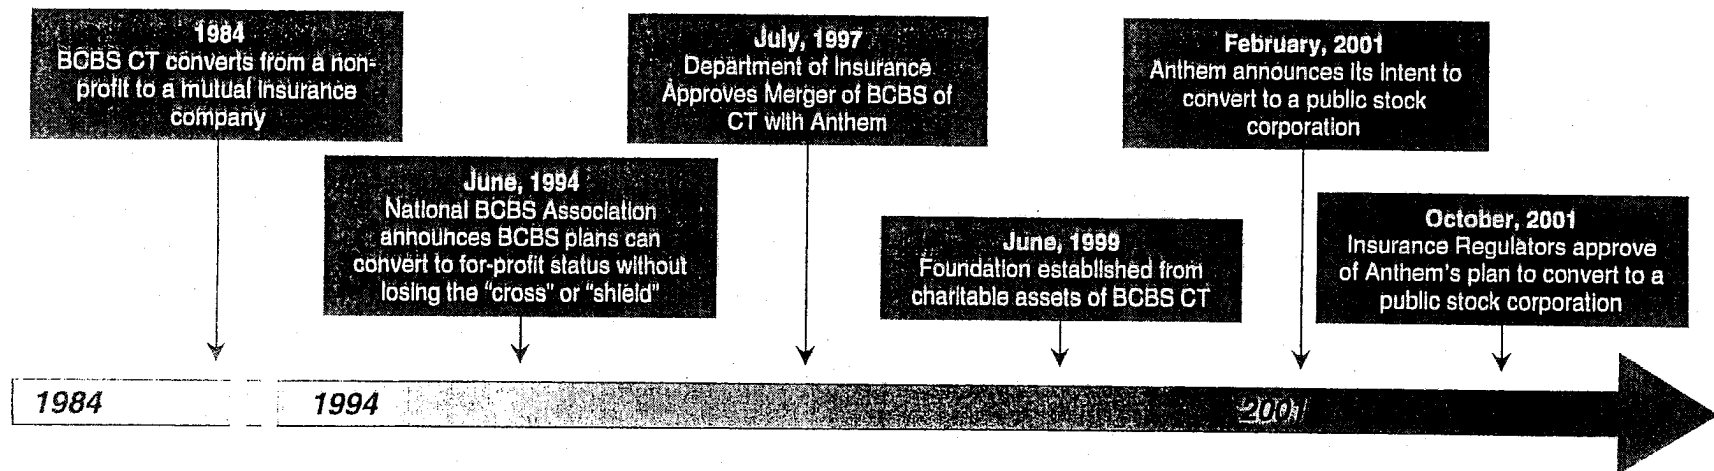 1984
BCBS CT converts from a non-
profit to a mutual insurance
company
June, 1994
National BCBS Association
announces BCBS plans can
convert to for-profit status without
losing the "cross" or "shield"
July, 1997
Department of Insurance
Approves Merger of BCBS of
CT with Anthem
June, 1999
Foundation established from
charitable assets of BCBS CT
February, 2001
Anthem announces its intent to
convert to a public stock
corporation
October, 2001
Insurance Regulators approve
of Anthem's plan to convert to a
public stock corporation
1984
1994
2001